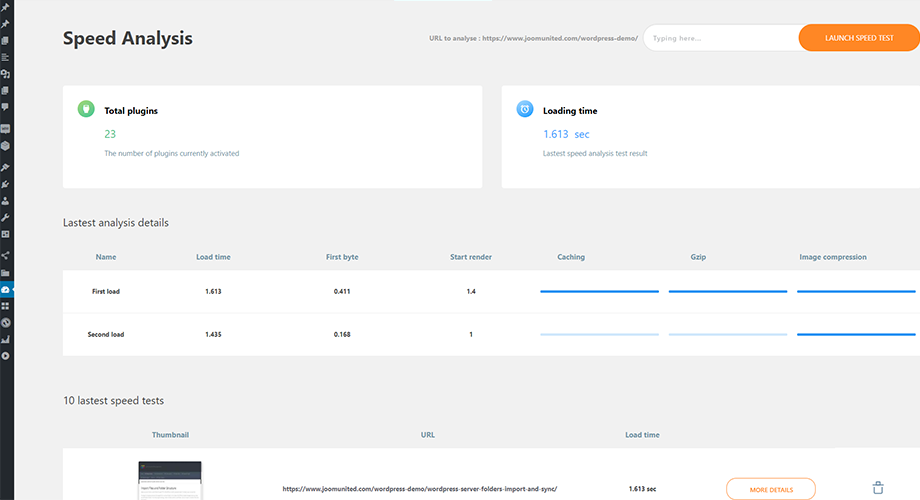 Speed Analysis
URL to analyse : https://www.joomunited.com/wordpress-demo/
Typing here...
LAUNCH SPEED TEST
Total plugins
23
The number of plugins currently activated
Loading time
1.613 sec
Lastest speed analysis test result
Lastest analysis details
Name Load time First byte Start render Caching Gzip Image compression
First load 1.613 0.411 1.4
Second load 1.435 0.168 1
10 lastest speed tests
Thumbnail URL Load time
https://www.joomunited.com/wordpress-demo/wordpress-server-folders-import-and-sync/ 1.613 sec MORE DETAILS